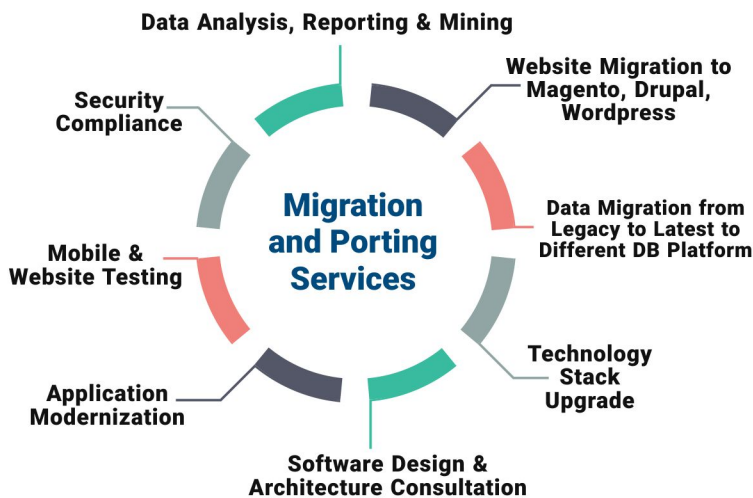 Data Analysis, Reporting & Mining
Website Migration to
Magento, Drupal,
Wordpress
Security
Compliance
Migration
and Porting
Services
Data Migration from
Legacy to Latest to
Different DB Platform
Mobile &
Website Testing
Technology
Stack
Upgrade
Application
Modernization
Software Design &
Architecture Consultation